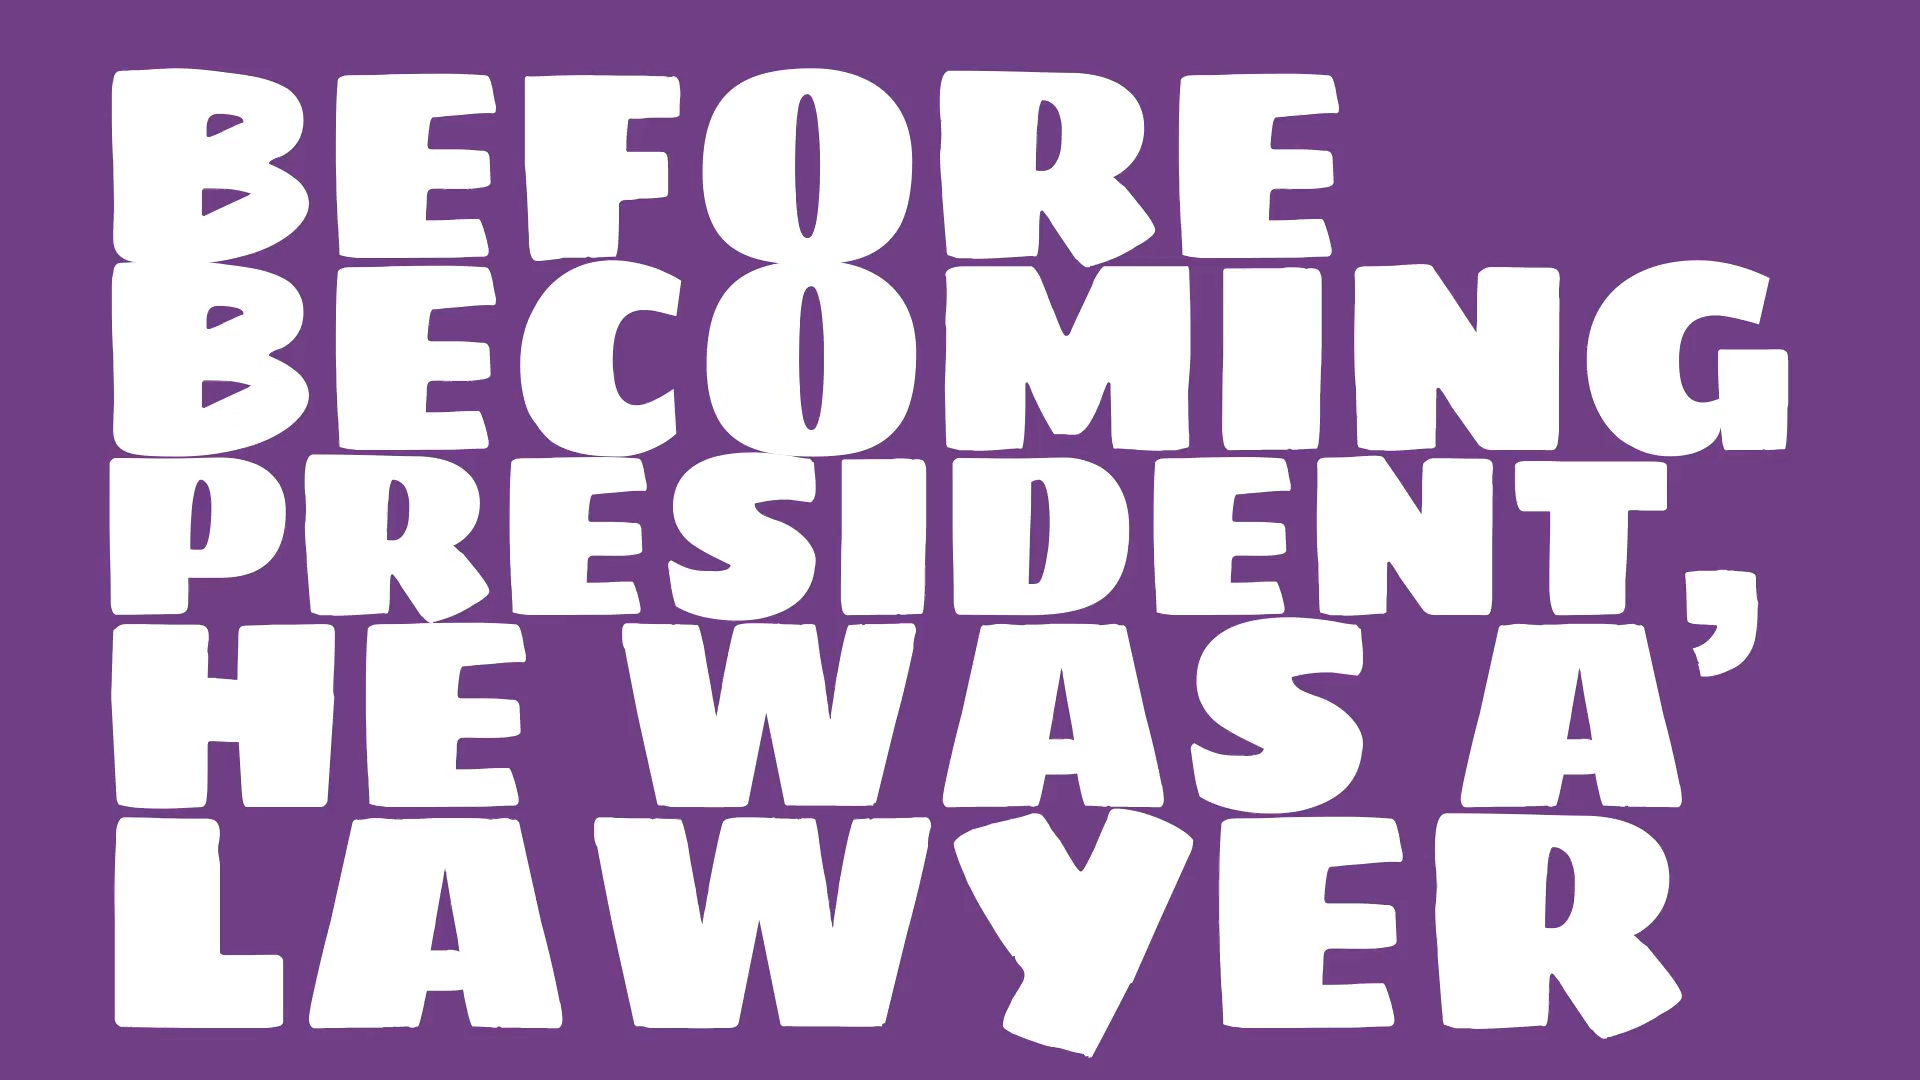 BEFORE
BECOMING
PRESIDENT,
HE WAS A
LAWYER